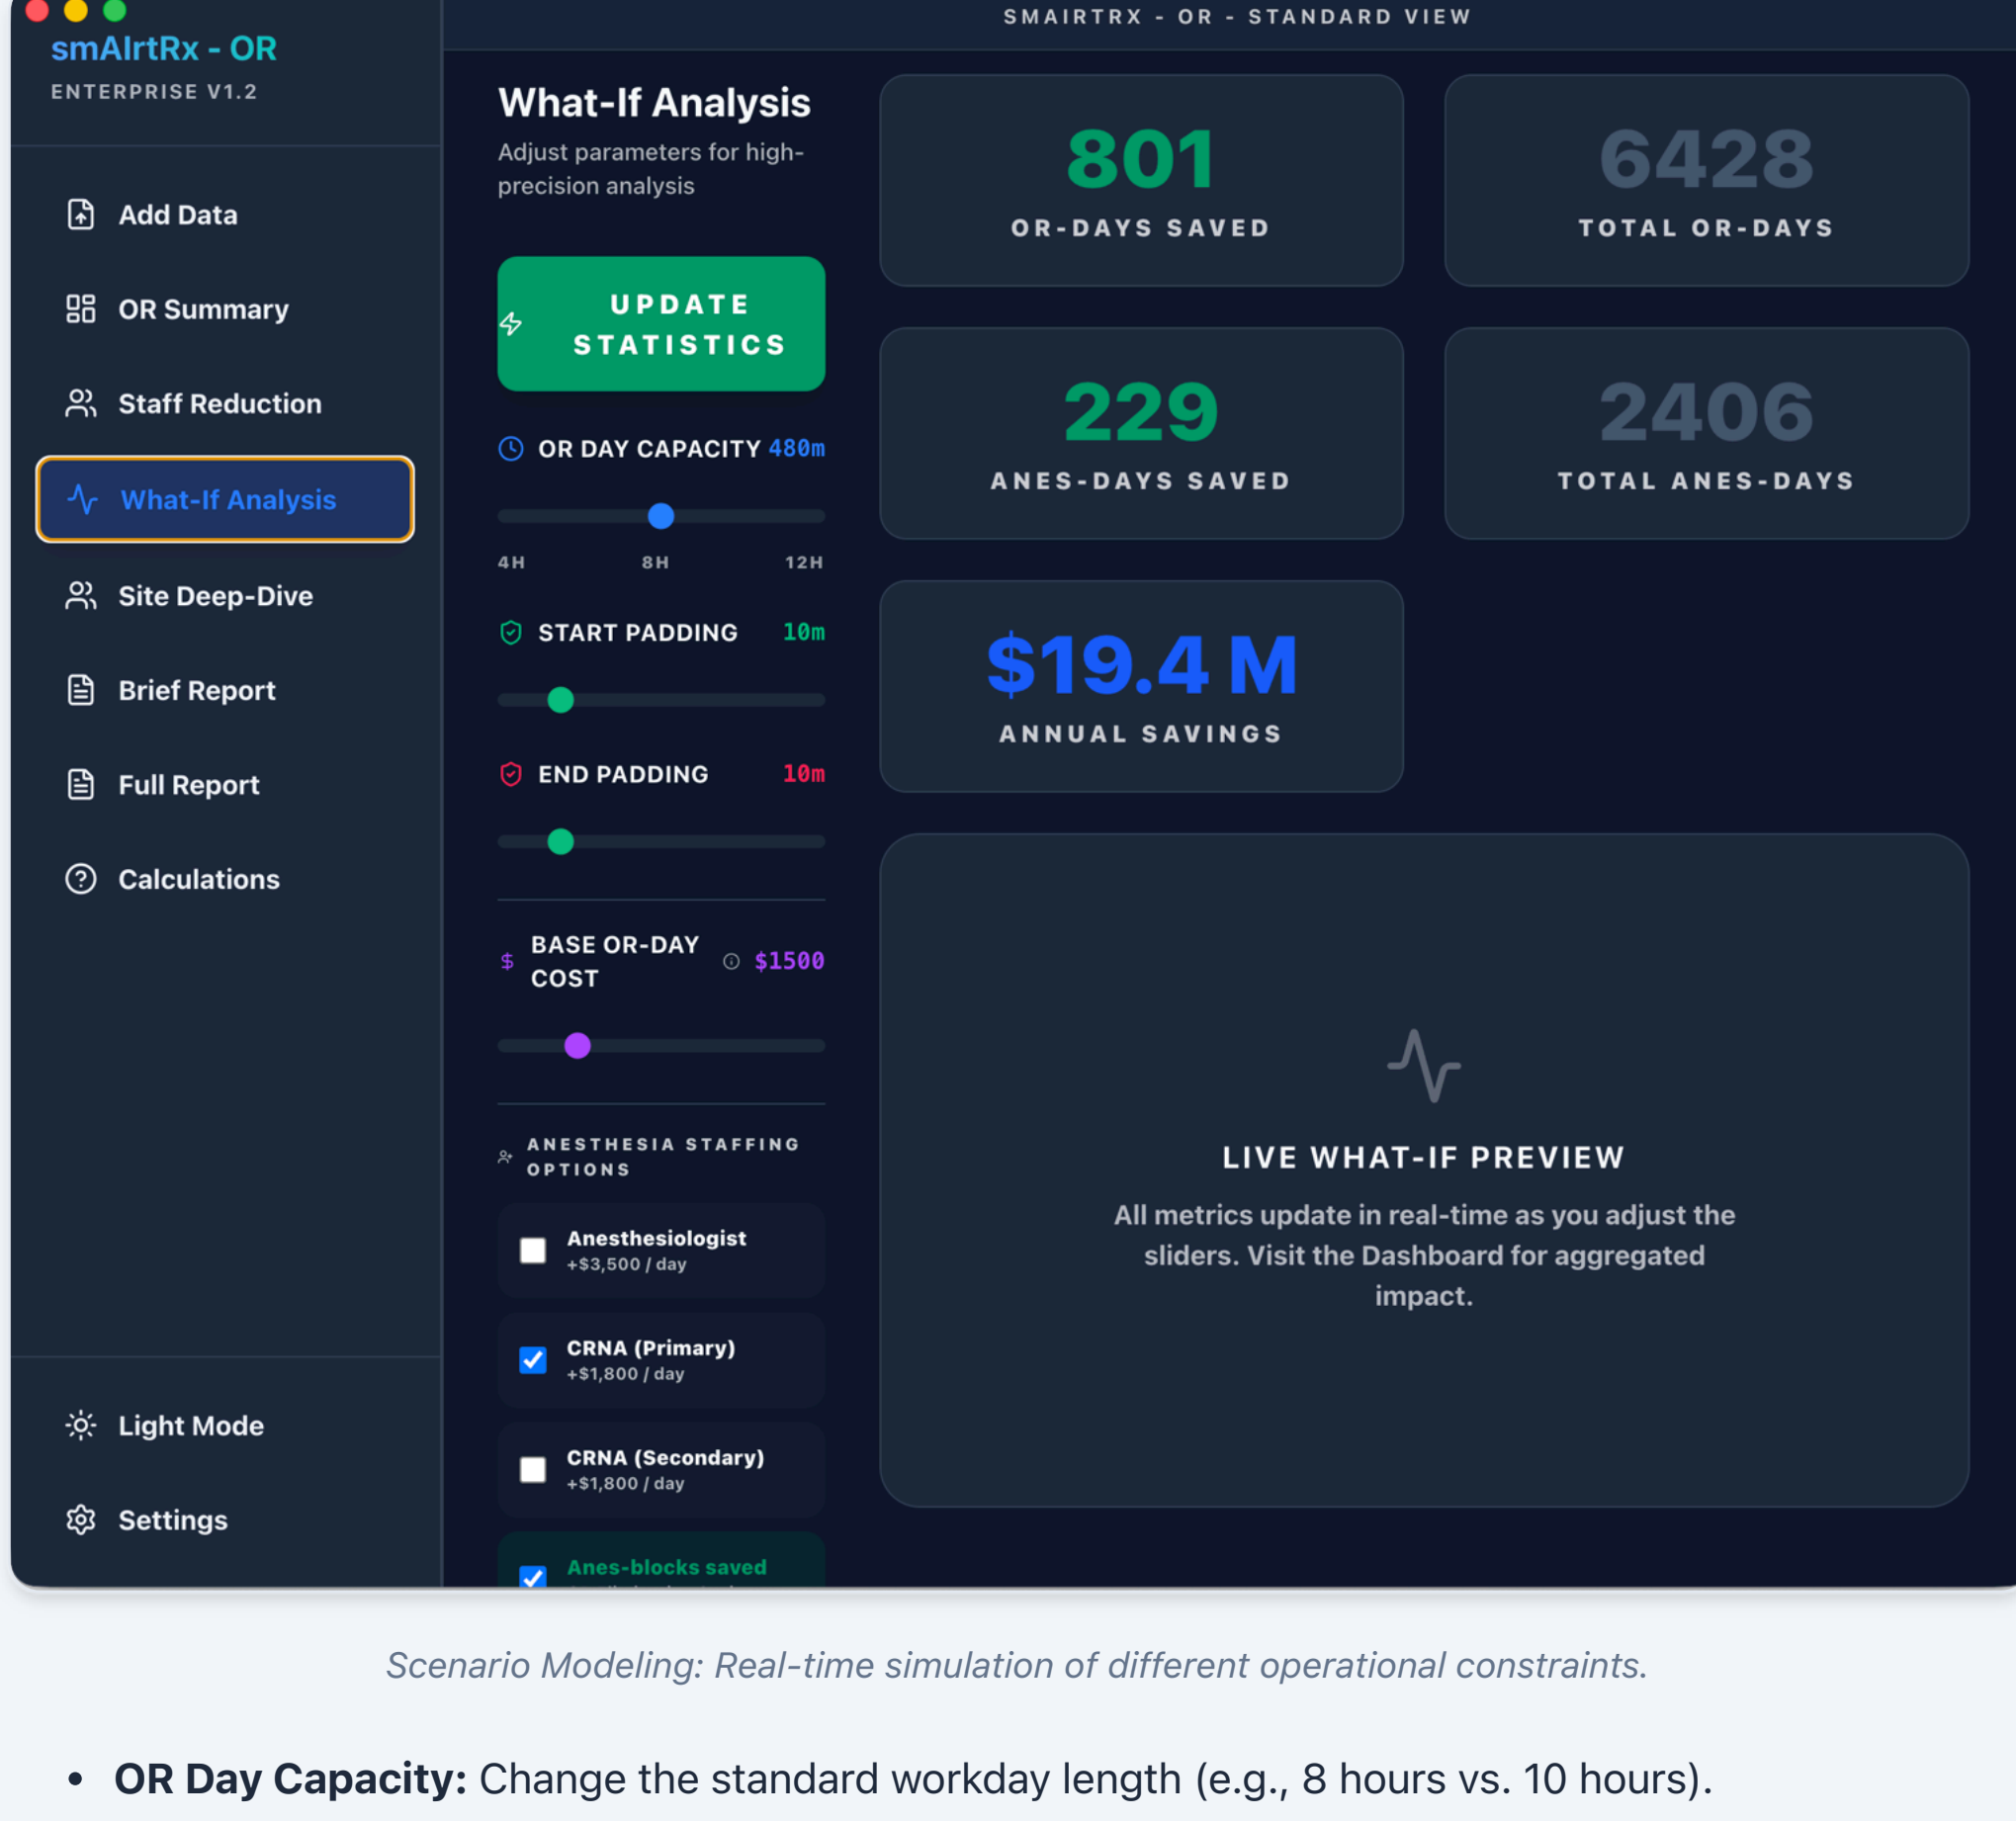 smAIrtRx - OR
ENTERPRISE V1.2
Add Data
OR Summary
Staff Reduction
What-If Analysis
Site Deep-Dive
Brief Report
Full Report
Calculations
Light Mode
Settings
SMAIRTRX - OR - STANDARD VIEW
What-If Analysis
Adjust parameters for high-
precision analysis
UPDATE
STATISTICS
OR DAY CAPACITY 480m
4H 8H 12H
START PADDING 10m
END PADDING 10m
$ BASE OR-DAY
COST $1500
ANESTHESIA STAFFING
OPTIONS
Anesthesiologist
+$3,500 / day
CRNA (Primary)
+$1,800 / day
CRNA (Secondary)
+$1,800 / day
Anes-blocks saved
801
OR-DAYS SAVED
6428
TOTAL OR-DAYS
229
ANES-DAYS SAVED
2406
TOTAL ANES-DAYS
$19.4 M
ANNUAL SAVINGS
LIVE WHAT-IF PREVIEW
All metrics update in real-time as you adjust the
sliders. Visit the Dashboard for aggregated
impact.
Scenario Modeling: Real-time simulation of different operational constraints.
• OR Day Capacity: Change the standard workday length (e.g., 8 hours vs. 10 hours).